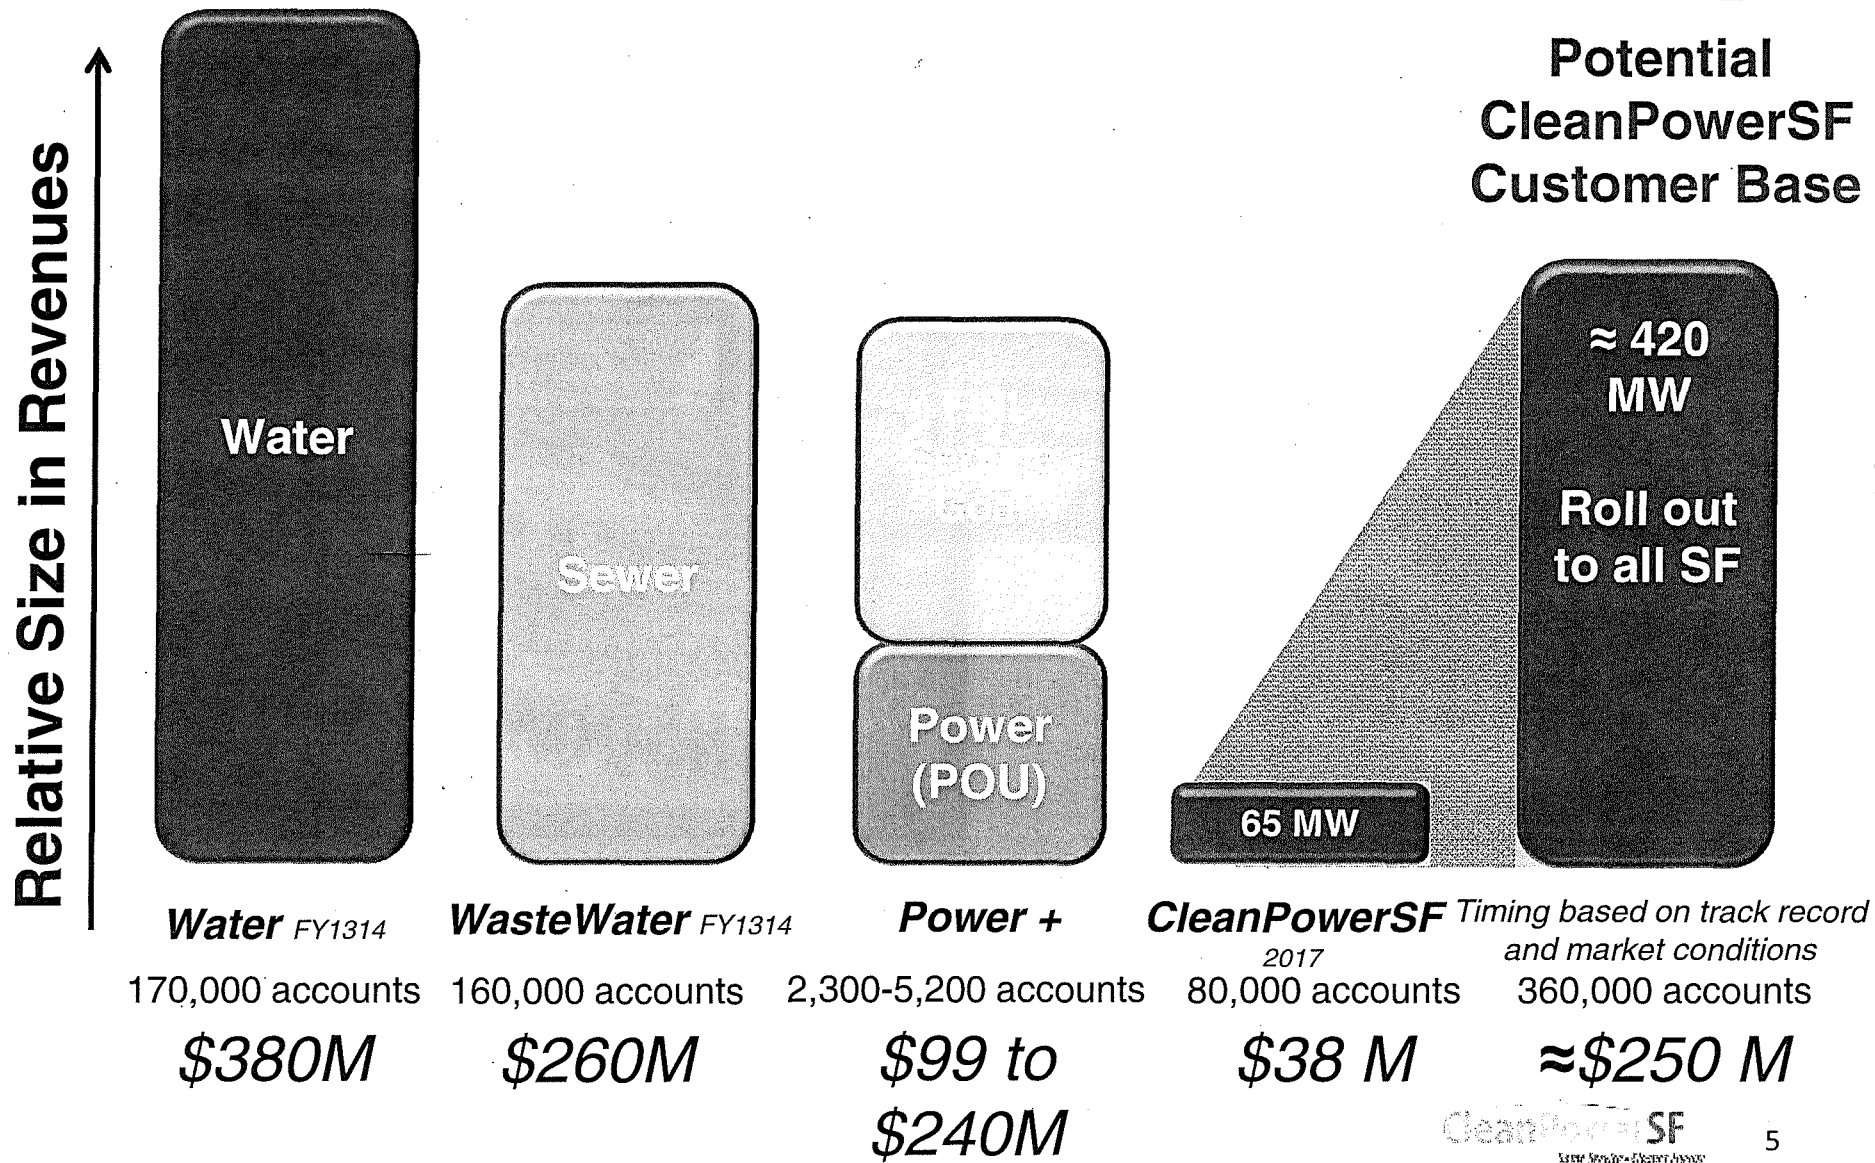 Relative Size in Revenues
Potential
CleanPowerSF
Customer Base
Water
Sewer
Power
(POU)
65 MW
≈ 420
MW
Roll out
to all SF
Water FY1314
170,000 accounts
$380M
WasteWater FY1314
160,000 accounts
$260M
Power +
2,300-5,200 accounts
$99 to
$240M
CleanPowerSF
2017
80,000 accounts
$38 M
Timing based on track record
and market conditions
360,000 accounts
≈$250 M
CleanPowerSF
5